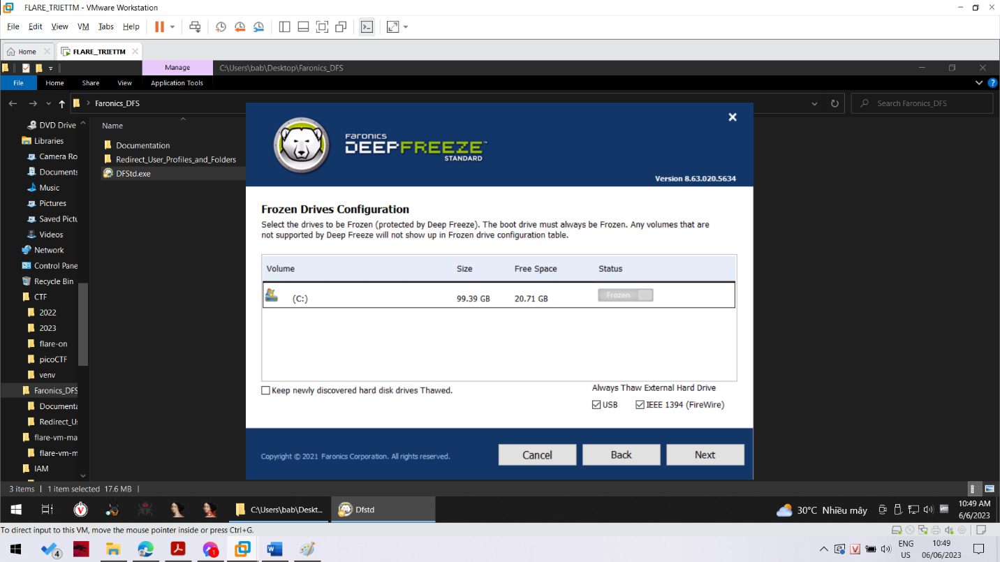 FLARE_TRIETTM - VMware Workstation
File Edit View VM Tabs Help
Home FLARE_TRIETTM
Manage C:\Users\bab\Desktop\Faronics_DFS
File Home Share View Application Tools
Faronics_DFS Search Faronics_DFS
DVD Drive
Libraries
Camera Ro
Documents
Music
Pictures
Saved Pictu
Videos
Network
Control Pane
Recycle Bin
CTF
2022
2023
flare-on
picoCTF
venv
Faronics_DFS
Documenta
Redirect_Us
flare-vm-ma
flare-vm-m
IAM
Name
Documentation
Redirect_User_Profiles_and_Folders
DFStd.exe
Faronics
DEEPFREEZE™
STANDARD
Version 8.63.020.5634
Frozen Drives Configuration
Select the drives to be Frozen (protected by Deep Freeze). The boot drive must always be Frozen. Any volumes that are
not supported by Deep Freeze will not show up in Frozen drive configuration table.
Volume Size Free Space Status
(C:) 99.39 GB 20.71 GB Frozen
Keep newly discovered hard disk drives Thawed.
Always Thaw External Hard Drive
USB IEEE 1394 (FireWire)
Copyright © 2021 Faronics Corporation. All rights reserved.
Cancel Back Next
3 items 1 item selected 17.6 MB
C:\Users\bab\Deskt... Dfstd
30°C Nhiều mây
10:49 AM
6/6/2023
To direct input to this VM, move the mouse pointer inside or press Ctrl+G.
4
1
ENG
US
10:49
06/06/2023